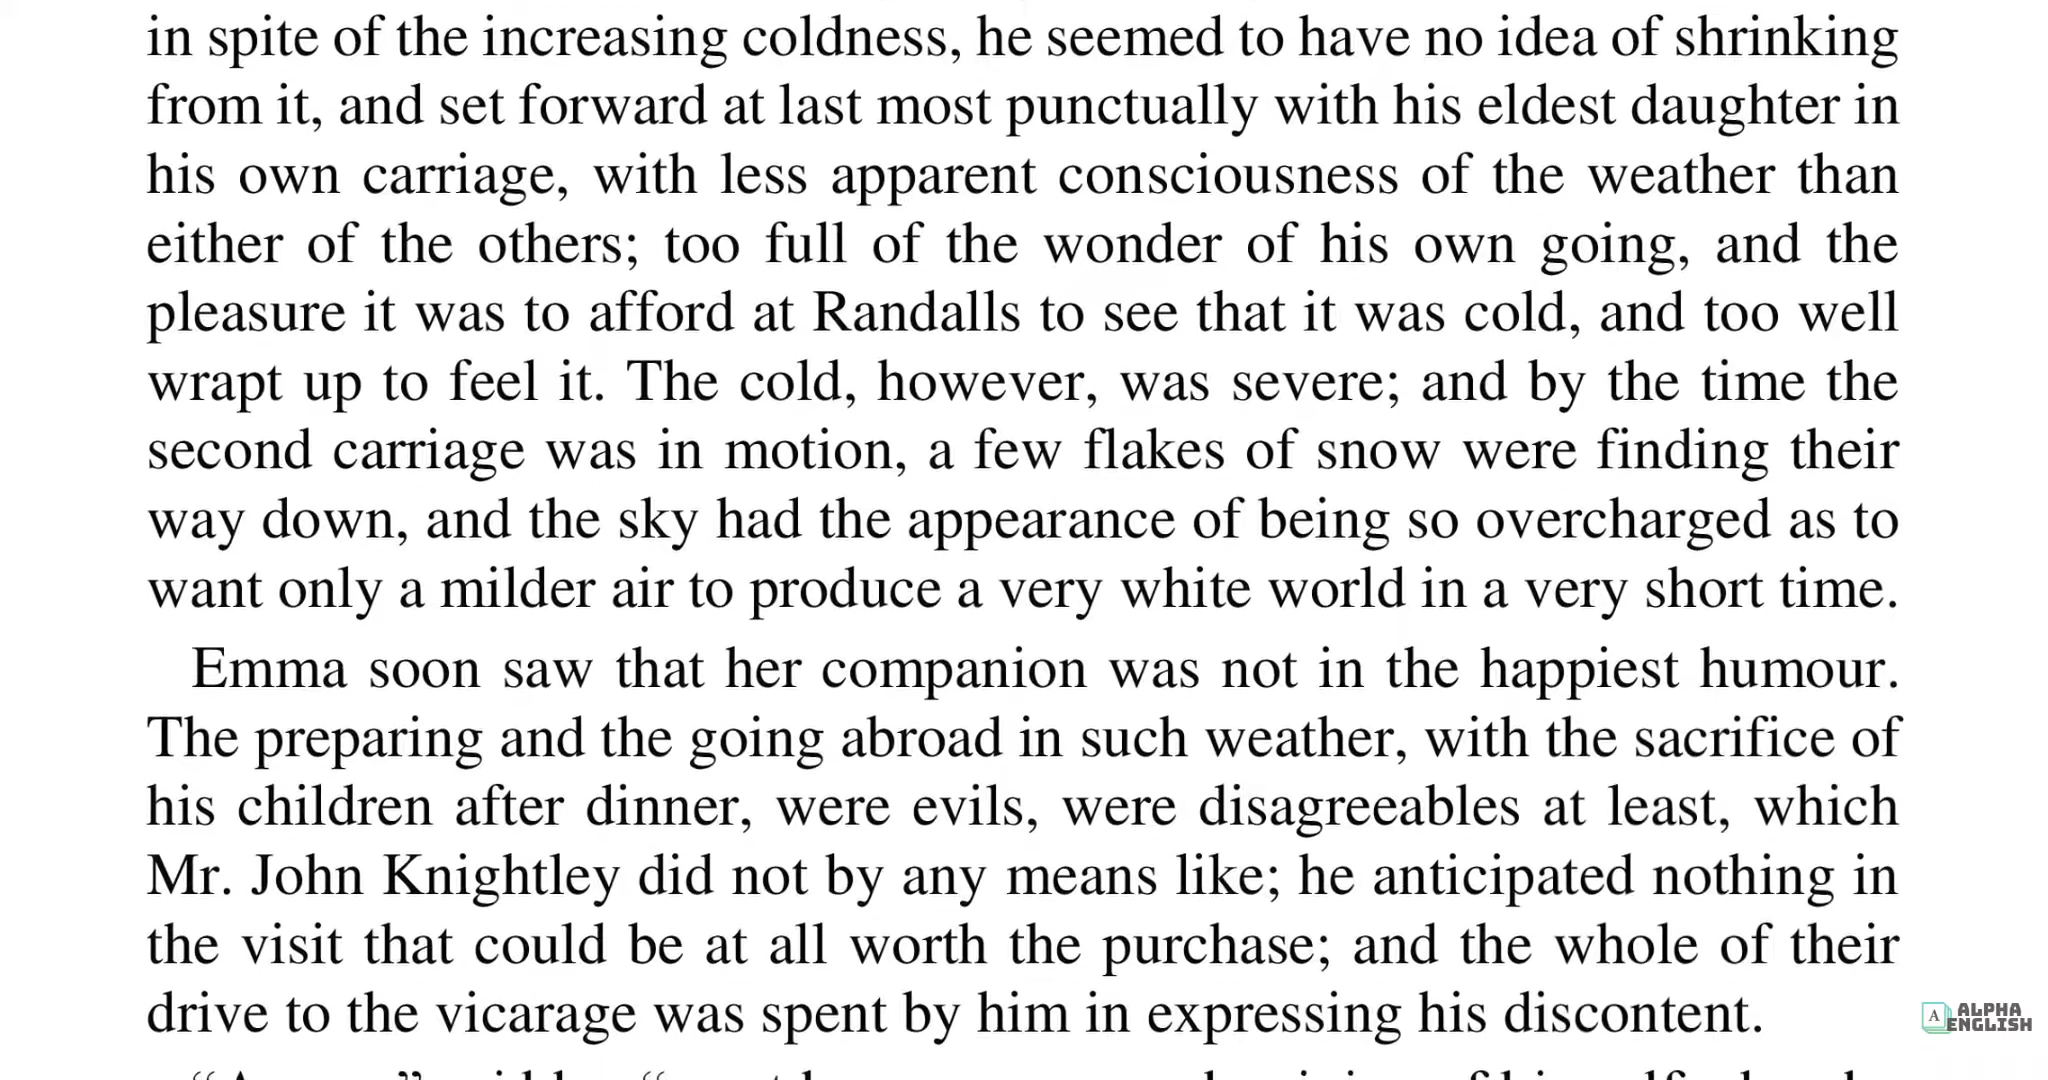 in spite of the increasing coldness, he seemed to have no idea of shrinking
from it, and set forward at last most punctually with his eldest daughter in
his own carriage, with less apparent consciousness of the weather than
either of the others; too full of the wonder of his own going, and the
pleasure it was to afford at Randalls to see that it was cold, and too well
wrapt up to feel it. The cold, however, was severe; and by the time the
second carriage was in motion, a few flakes of snow were finding their
way down, and the sky had the appearance of being so overcharged as to
want only a milder air to produce a very white world in a very short time.
Emma soon saw that her companion was not in the happiest humour.
The preparing and the going abroad in such weather, with the sacrifice of
his children after dinner, were evils, were disagreeables at least, which
Mr. John Knightley did not by any means like; he anticipated nothing in
the visit that could be at all worth the purchase; and the whole of their
drive to the vicarage was spent by him in expressing his discontent.
A ALPHA
ENGLISH